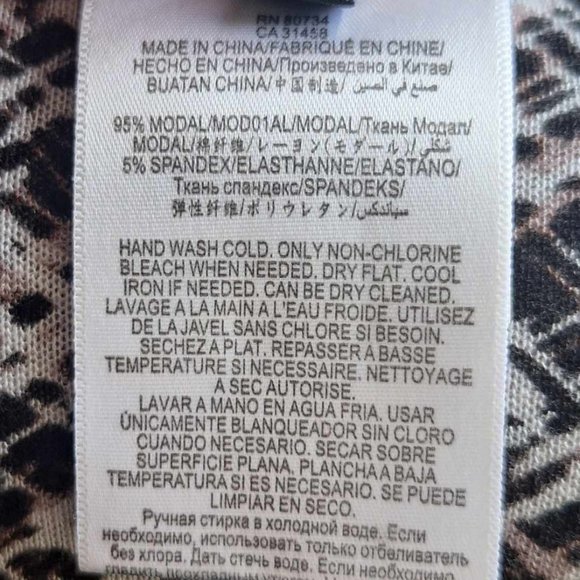 RN 80734
CA 31458
MADE IN CHINA/FABRIQUÉ EN CHINE/
HECHO EN CHINA/Произведено в Китае/
BUATAN CHINA/中国制造/ صنع في الصين/
95% MODAL/MOD01AL/MODAL/Ткань Модал/
MODAL/棉纤维/レーヨン(モダール)/
5% SPANDEX/ELASTHANNE/ELASTANO/
Ткань спандекс/SPANDEKS/
弹性纤维/ポリウレタン/سباندكس/
HAND WASH COLD. ONLY NON-CHLORINE
BLEACH WHEN NEEDED. DRY FLAT. COOL
IRON IF NEEDED. CAN BE DRY CLEANED.
LAVAGE A LA MAIN A L'EAU FROIDE. UTILISEZ
DE LA JAVEL SANS CHLORE SI BESOIN.
SECHEZ A PLAT. REPASSER A BASSE
TEMPERATURE SI NECESSAIRE. NETTOYAGE
A SEC AUTORISE.
LAVAR A MANO EN AGUA FRIA. USAR
ÚNICAMENTE BLANQUEADOR SIN CLORO
CUANDO NECESARIO. SECAR SOBRE
SUPERFICIE PLANA. PLANCHA A BAJA
TEMPERATURA SI ES NECESARIO. SE PUEDE
LIMPIAR EN SECO.
Ручная стирка в холодной воде. Если
необходимо, использовать только отбеливатель
без хлора. Дать стечь воде. Если